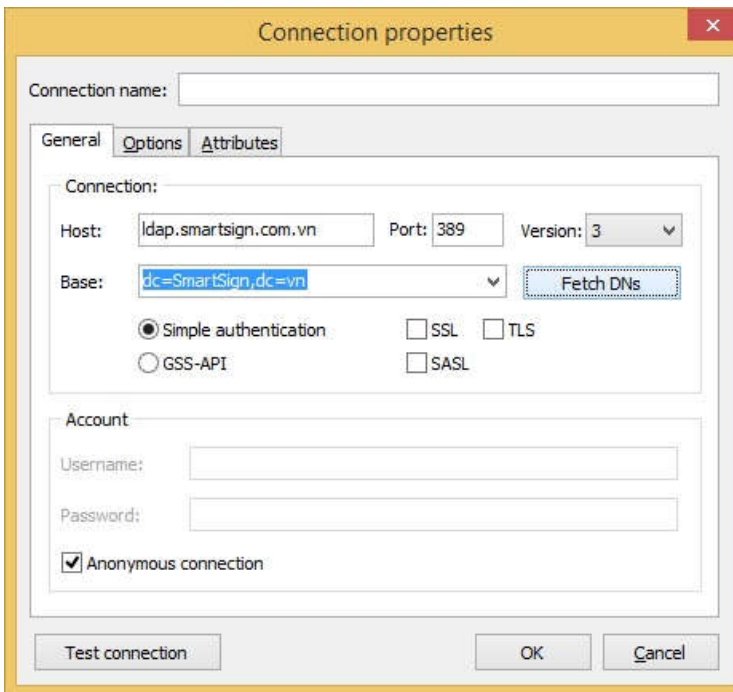 Connection properties
Connection name:
General Options Attributes
Connection:
Host: ldap.smartsign.com.vn Port: 389 Version: 3
Base: dc=SmartSign,dc=vn Fetch DNs
Simple authentication SSL TLS
GSS-API SASL
Account
Username:
Password:
Anonymous connection
Test connection OK Cancel